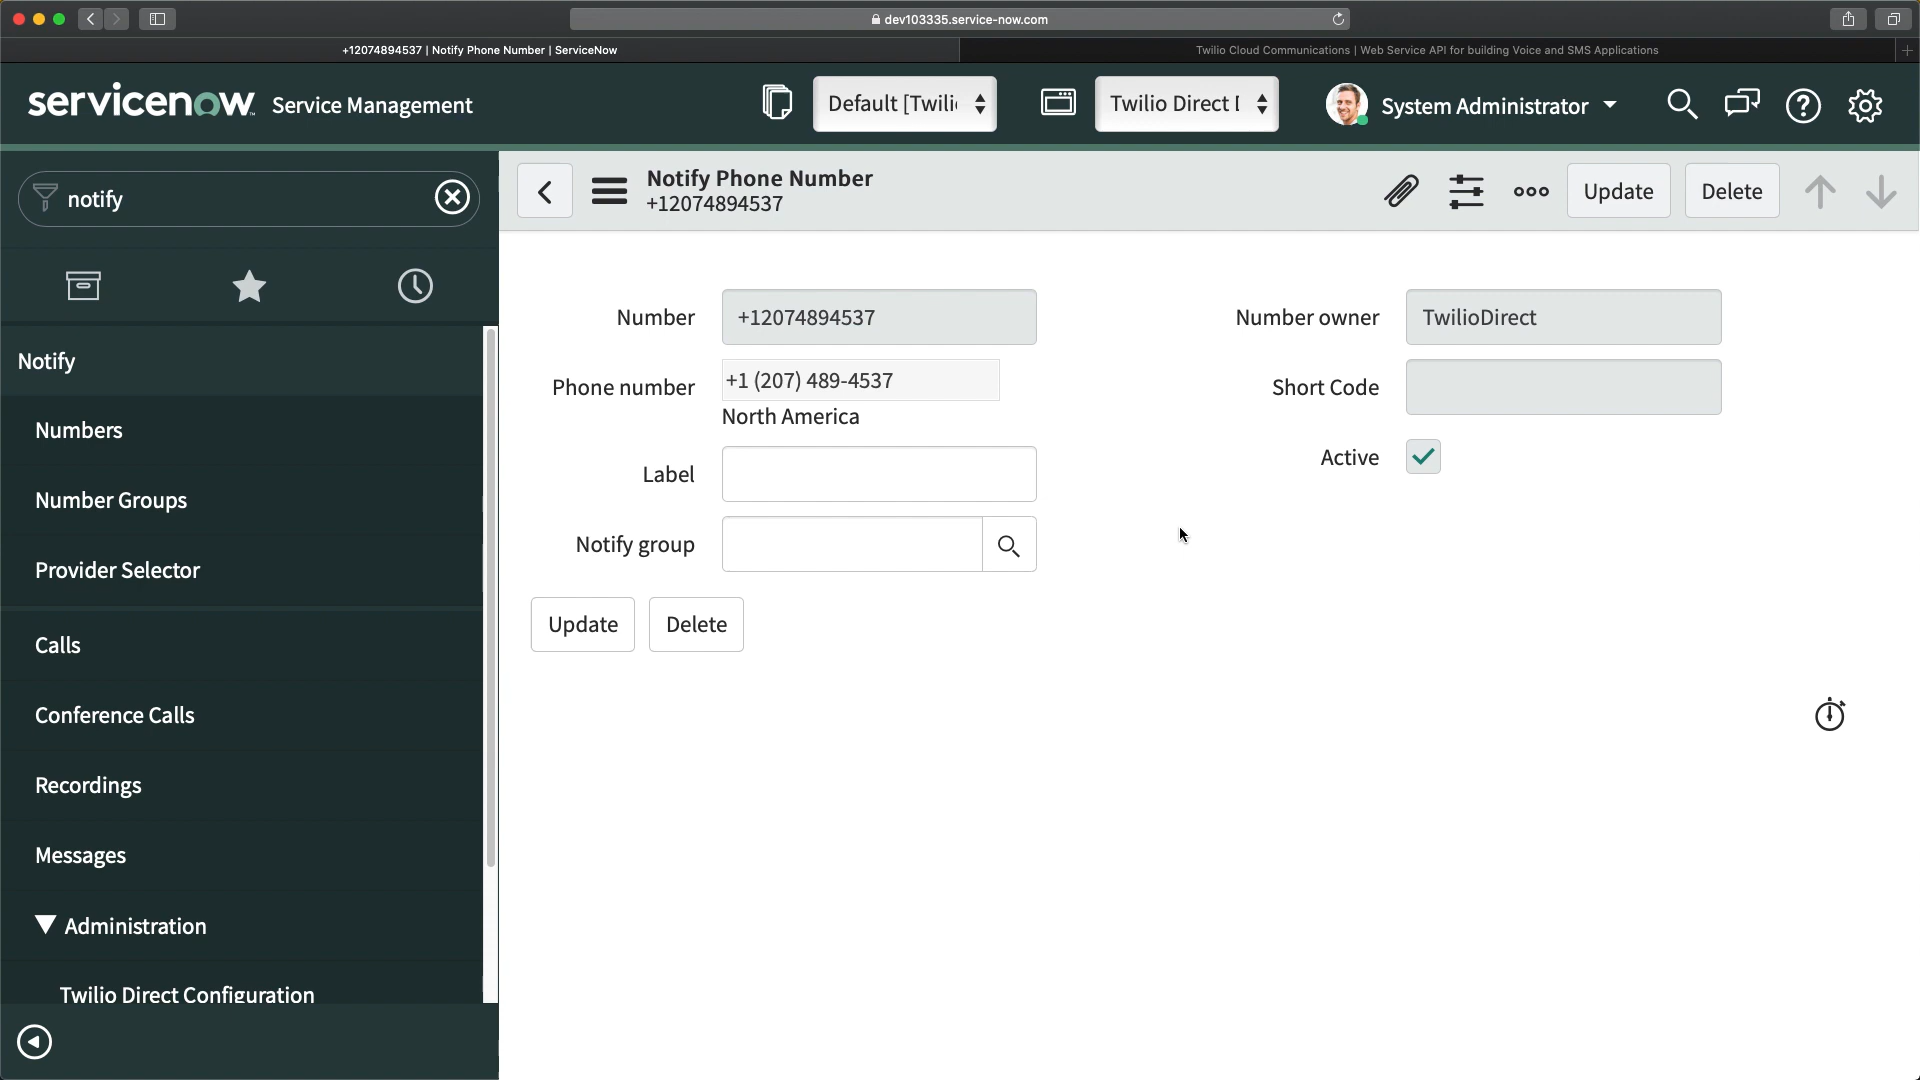 dev103335.service-now.com
+12074894537 | Notify Phone Number | ServiceNow
Twilio Cloud Communications | Web Service API for building Voice and SMS Applications
servicenow Service Management
Default [Twili
Twilio Direct [
System Administrator
notify
Notify Phone Number
+12074894537
Update
Delete
Notify
Numbers
Number Groups
Provider Selector
Calls
Conference Calls
Recordings
Messages
Administration
Twilio Direct Configuration
Number
+12074894537
Phone number
+1 (207) 489-4537
North America
Label
Notify group
Number owner
TwilioDirect
Short Code
Active
Update
Delete